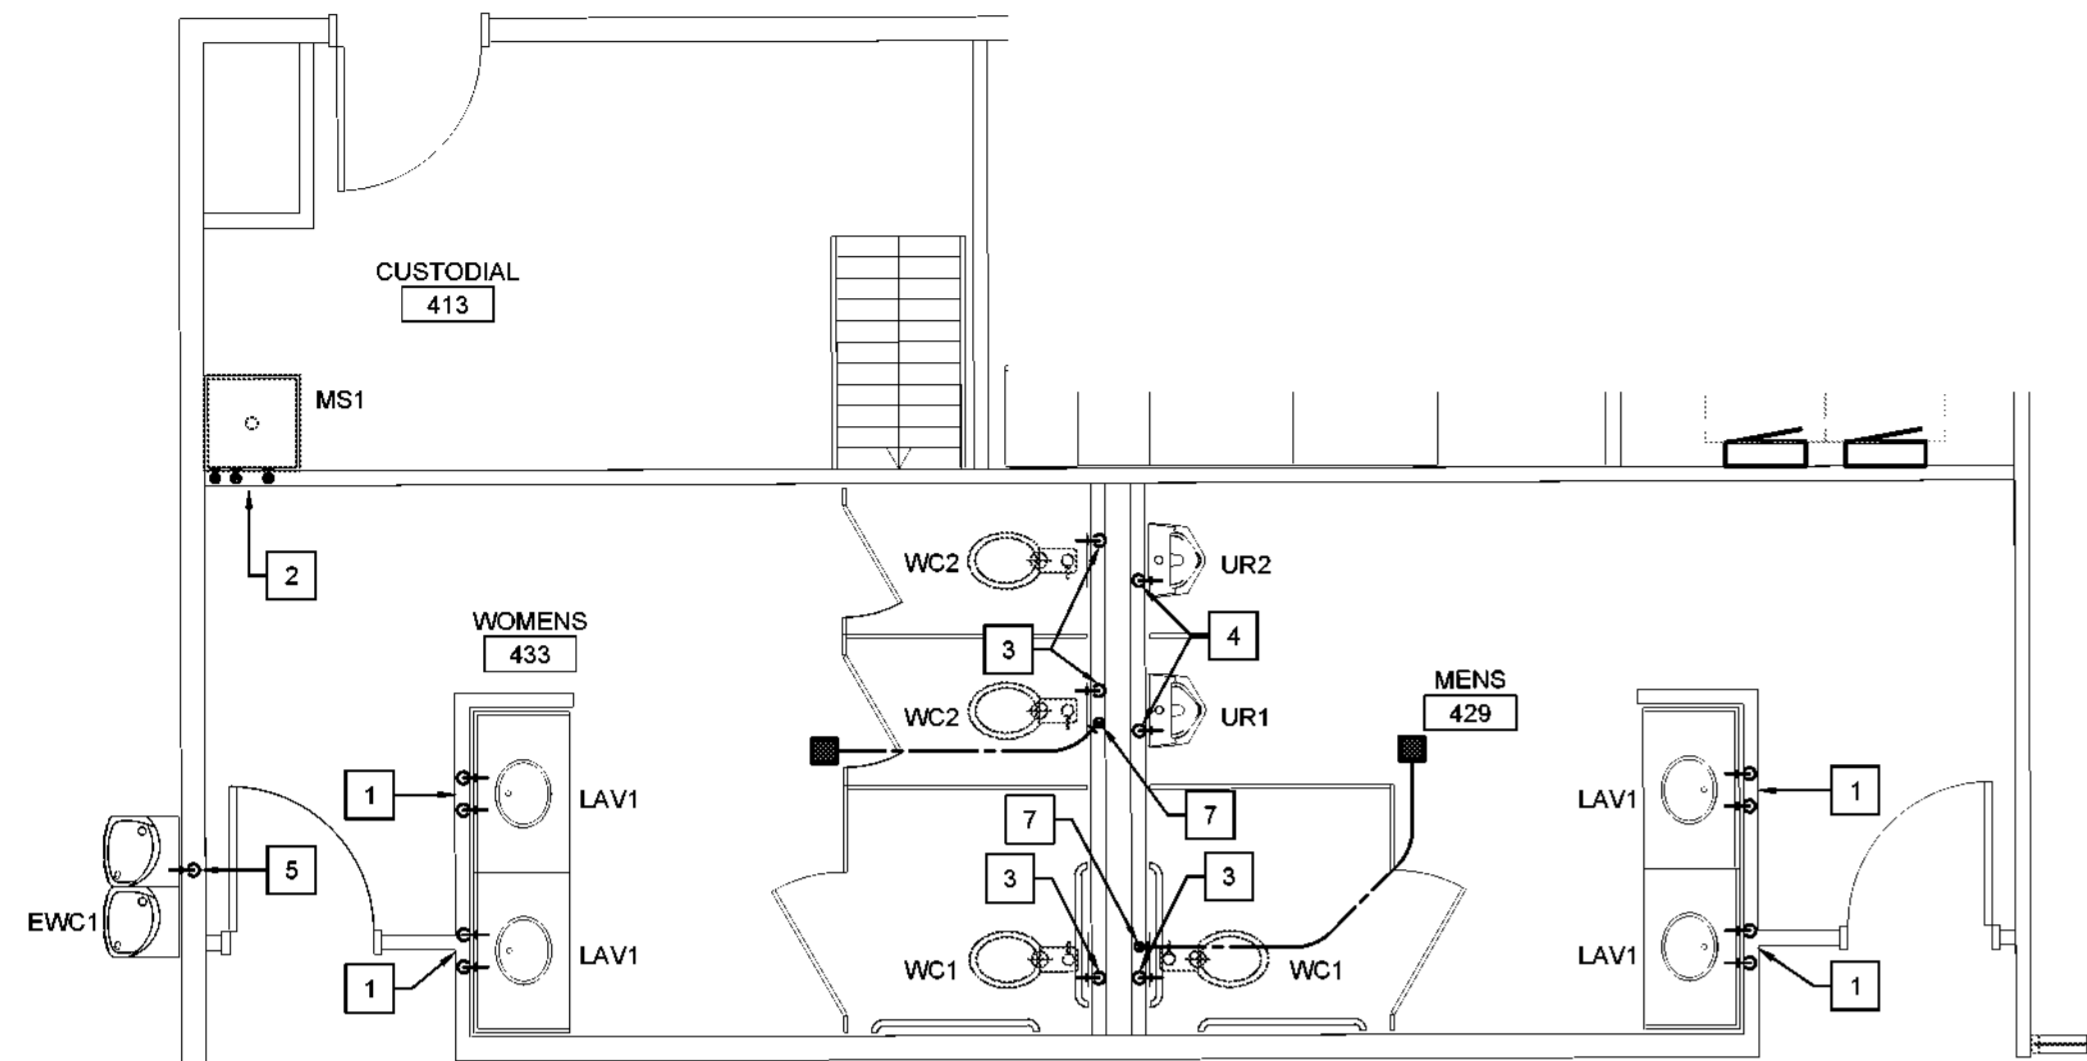 CUSTODIAL
413
MS1
2
WC2
UR2
WOMENS
433
3
4
WC2
UR1
MENS
429
1
LAV1
7
7
LAV1
1
5
3
3
EWC1
LAV1
WC1
WC1
LAV1
1
1